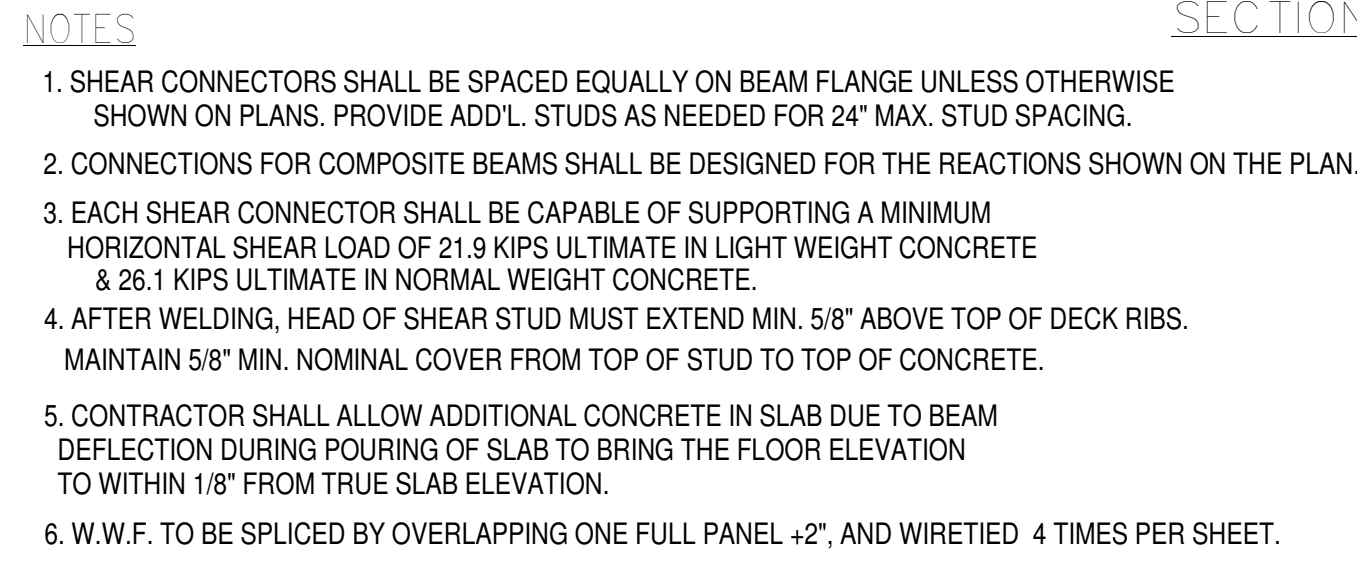 NOTES
SECTION
1. SHEAR CONNECTORS SHALL BE SPACED EQUALLY ON BEAM FLANGE UNLESS OTHERWISE
SHOWN ON PLANS. PROVIDE ADD'L. STUDS AS NEEDED FOR 24" MAX. STUD SPACING.
2. CONNECTIONS FOR COMPOSITE BEAMS SHALL BE DESIGNED FOR THE REACTIONS SHOWN ON THE PLAN.
3. EACH SHEAR CONNECTOR SHALL BE CAPABLE OF SUPPORTING A MINIMUM
HORIZONTAL SHEAR LOAD OF 21.9 KIPS ULTIMATE IN LIGHT WEIGHT CONCRETE
& 26.1 KIPS ULTIMATE IN NORMAL WEIGHT CONCRETE.
4. AFTER WELDING, HEAD OF SHEAR STUD MUST EXTEND MIN. 5/8" ABOVE TOP OF DECK RIBS.
MAINTAIN 5/8" MIN. NOMINAL COVER FROM TOP OF STUD TO TOP OF CONCRETE.
5. CONTRACTOR SHALL ALLOW ADDITIONAL CONCRETE IN SLAB DUE TO BEAM
DEFLECTION DURING POURING OF SLAB TO BRING THE FLOOR ELEVATION
TO WITHIN 1/8" FROM TRUE SLAB ELEVATION.
6. W.W.F. TO BE SPLICED BY OVERLAPPING ONE FULL PANEL +2", AND WIRETIED  4 TIMES PER SHEET.